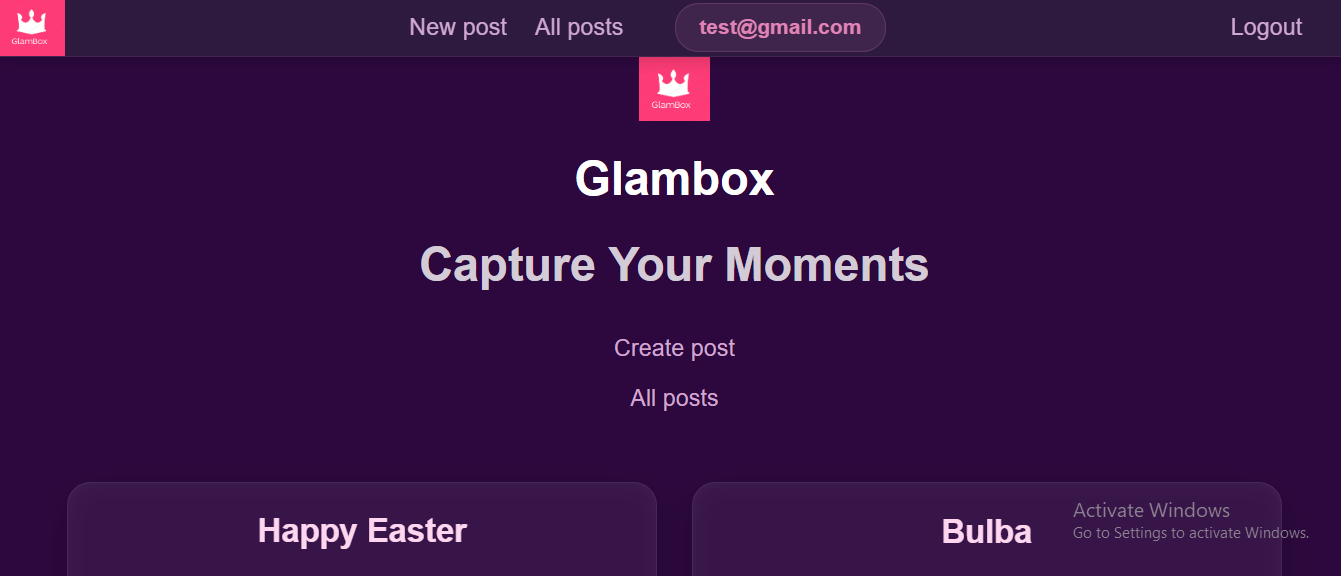 GlamBox
New post All posts test@gmail.com Logout
GlamBox
Glambox
Capture Your Moments
Create post
All posts
Happy Easter Bulba
Activate Windows
Go to Settings to activate Windows.